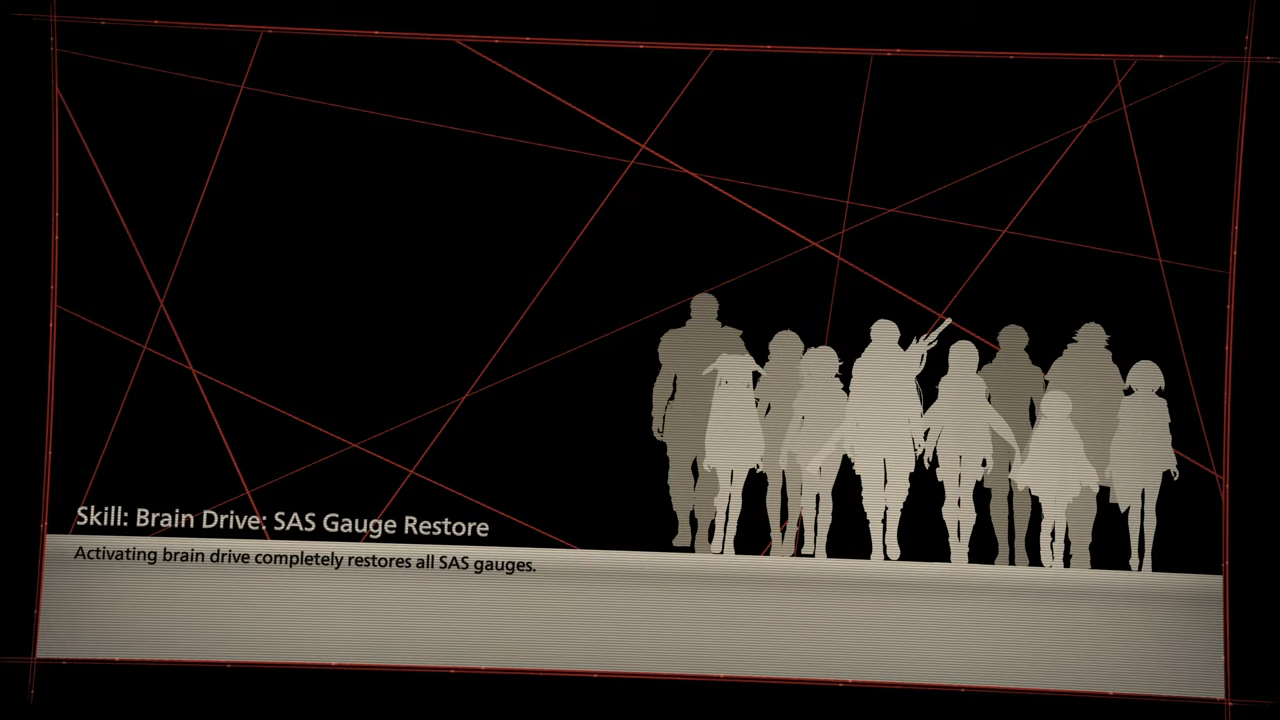 Skill: Brain Drive: SAS Gauge Restore
Activating brain drive completely restores all SAS gauges.